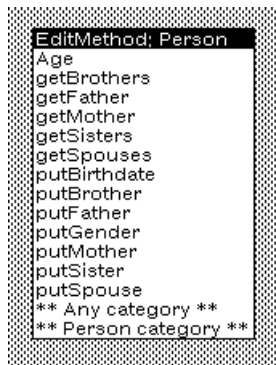 EditMethod; Person
Age
getBrothers
getFather
getMother
getSisters
getSpouses
putBirthdate
putBrother
putFather
putGender
putMother
putSister
putSpouse
** Any category **
** Person category **